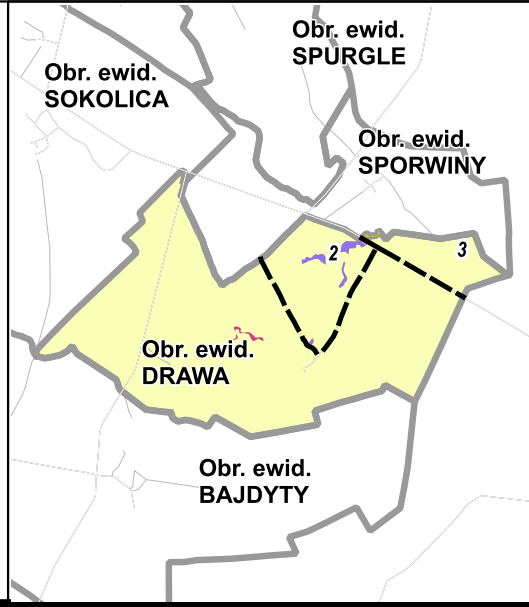 Obr. ewid.
SPURGLE
Obr. ewid.
SOKOLICA
Obr. ewid.
SPORWINY
2
3
Obr. ewid.
DRAWA
Obr. ewid.
BAJDYTY